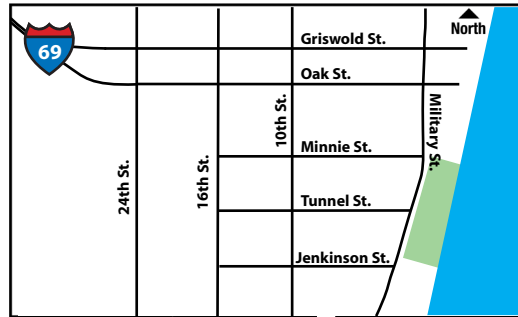 North
Griswold St.
69
Oak St.
Military St.
10th St.
Minnie St.
24th St.
16th St.
Tunnel St.
Jenkinson St.